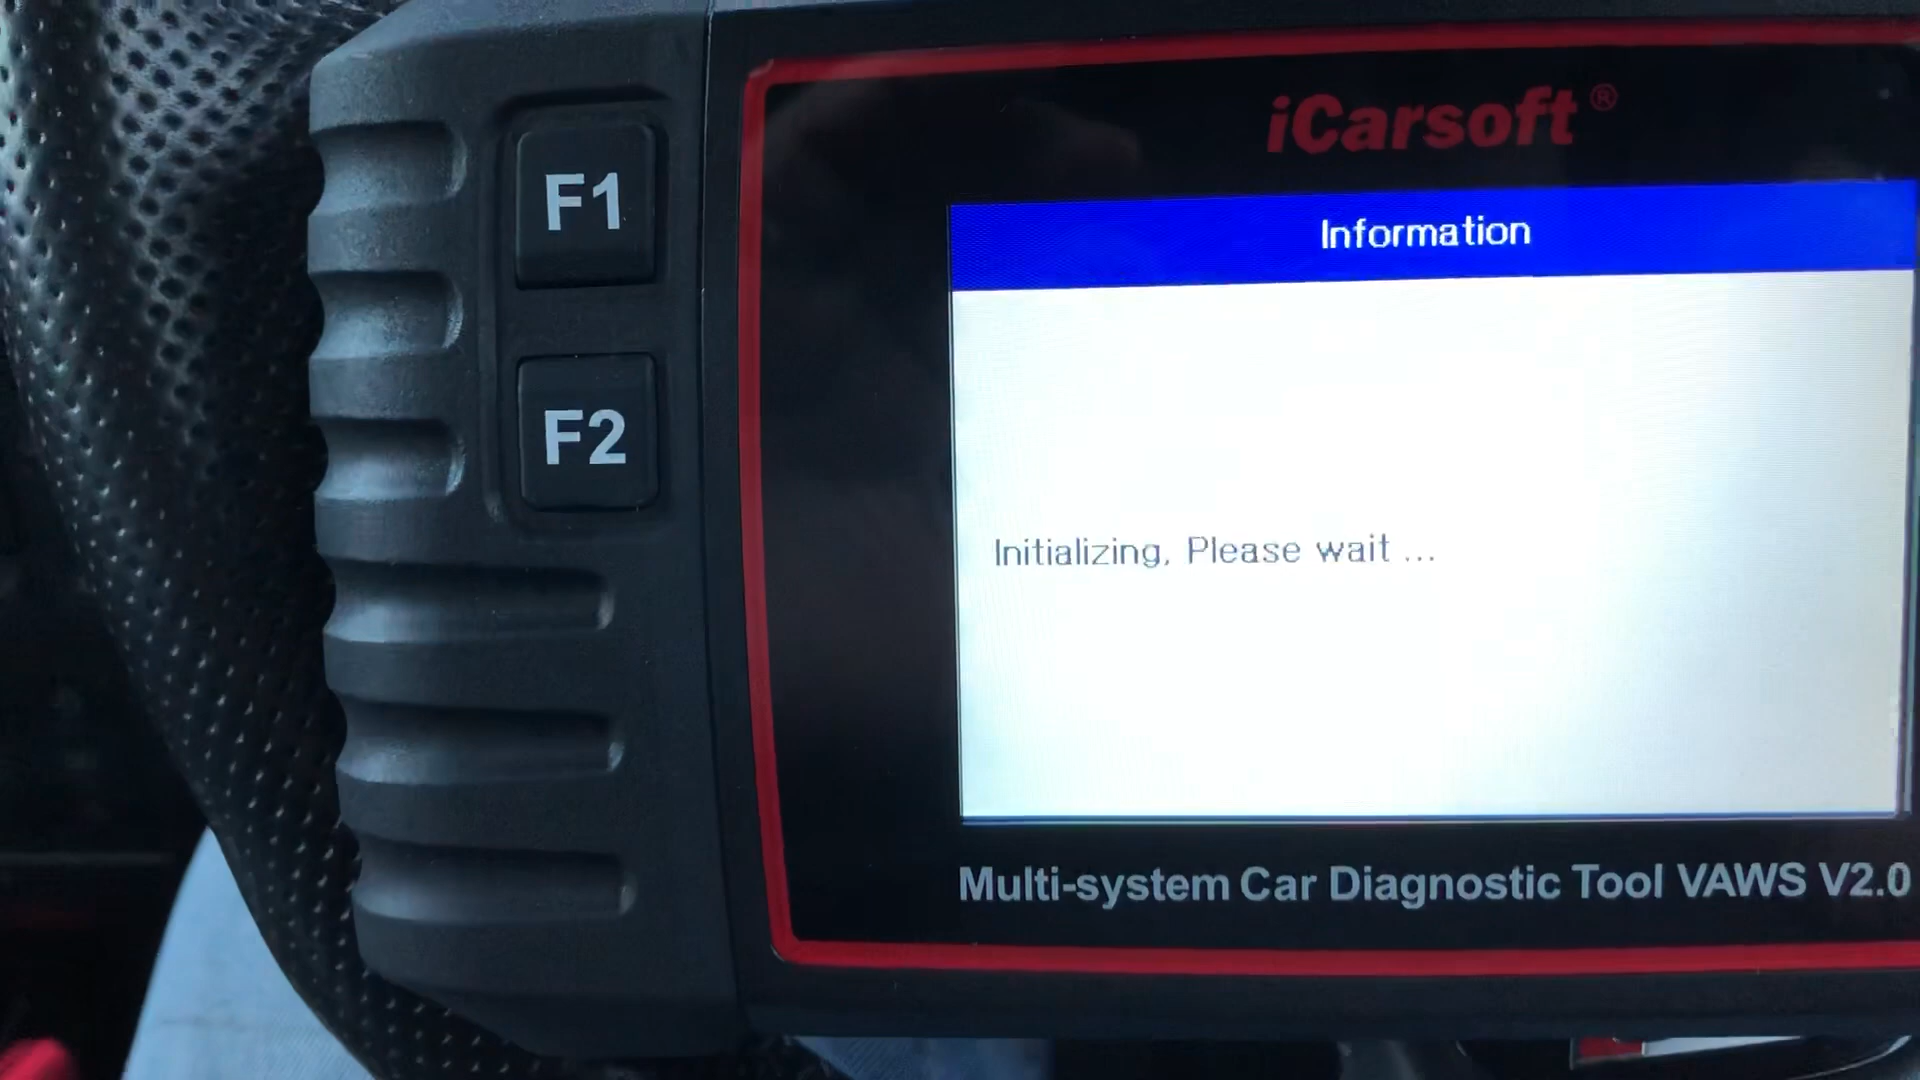 iCarsoft®
F1
Information
F2
Initializing, Please wait ...
Multi-system Car Diagnostic Tool VAWS V2.0